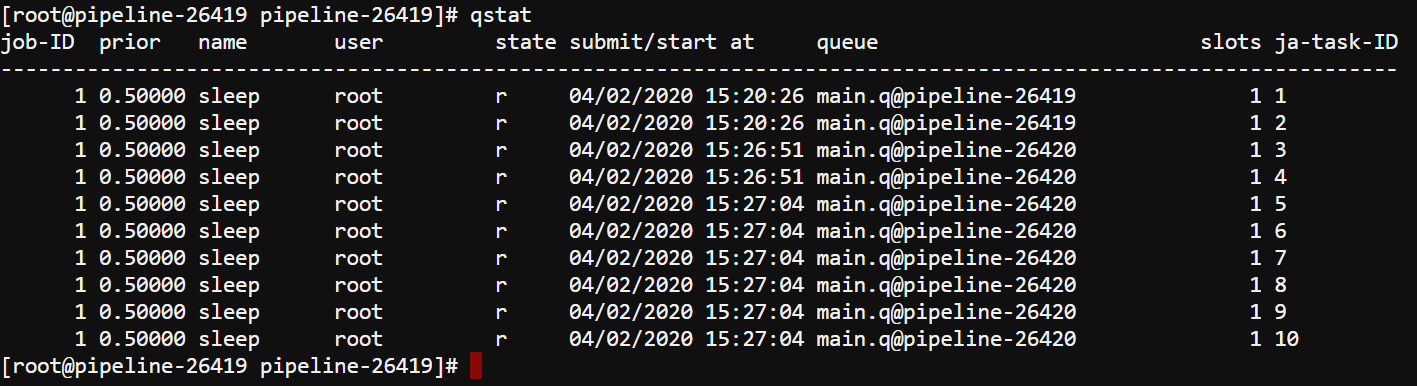 [root@pipeline-26419 pipeline-26419]# qstat
job-ID  prior   name       user         state submit/start at     queue                          slots ja-task-ID
-----------------------------------------------------------------------------------------------------------------
      1 0.50000 sleep      root         r     04/02/2020 15:20:26 main.q@pipeline-26419              1 1
      1 0.50000 sleep      root         r     04/02/2020 15:20:26 main.q@pipeline-26419              1 2
      1 0.50000 sleep      root         r     04/02/2020 15:26:51 main.q@pipeline-26420              1 3
      1 0.50000 sleep      root         r     04/02/2020 15:26:51 main.q@pipeline-26420              1 4
      1 0.50000 sleep      root         r     04/02/2020 15:27:04 main.q@pipeline-26420              1 5
      1 0.50000 sleep      root         r     04/02/2020 15:27:04 main.q@pipeline-26420              1 6
      1 0.50000 sleep      root         r     04/02/2020 15:27:04 main.q@pipeline-26420              1 7
      1 0.50000 sleep      root         r     04/02/2020 15:27:04 main.q@pipeline-26420              1 8
      1 0.50000 sleep      root         r     04/02/2020 15:27:04 main.q@pipeline-26420              1 9
      1 0.50000 sleep      root         r     04/02/2020 15:27:04 main.q@pipeline-26420              1 10
[root@pipeline-26419 pipeline-26419]#